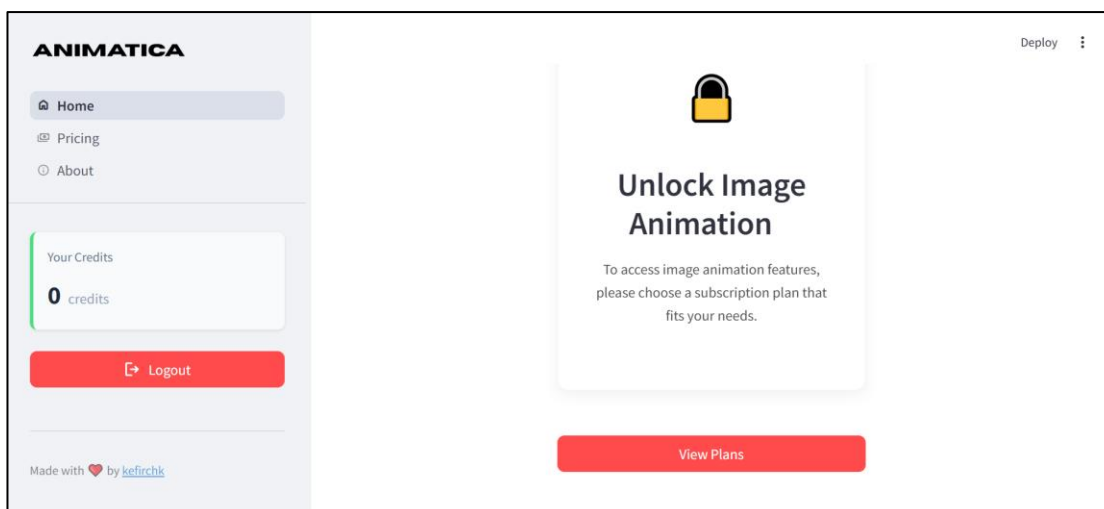 ANIMATICA
Home
Pricing
About
Your Credits
0 credits
Logout
Made with ❤️ by kefirchk
Deploy
Unlock Image
Animation
To access image animation features,
please choose a subscription plan that
fits your needs.
View Plans